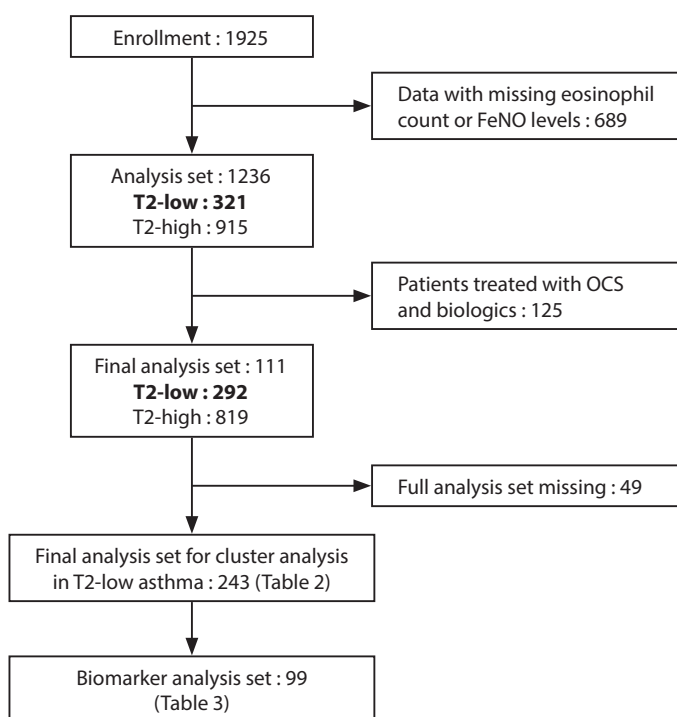 Enrollment : 1925
Data with missing eosinophil
count or FeNO levels : 689
Analysis set : 1236
T2-low : 321
T2-high : 915
Patients treated with OCS
and biologics : 125
Final analysis set : 111
T2-low : 292
T2-high : 819
Full analysis set missing : 49
Final analysis set for cluster analysis
in T2-low asthma : 243 (Table 2)
Biomarker analysis set : 99
(Table 3)